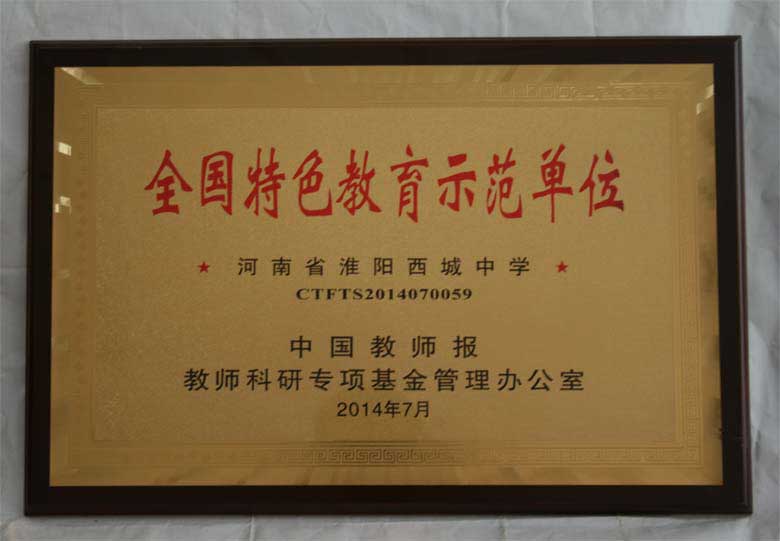 全国特色教育示范单位
★ 河南省淮阳西城中学 ★
CTFTS2014070059
中国教师报
教师科研专项基金管理办公室
2014年7月